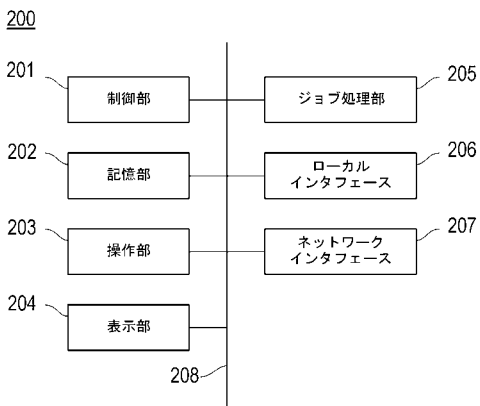 200
201
制御部
205
ジョブ処理部
202
記憶部
206
ローカル
インタフェース
203
操作部
207
ネットワーク
インタフェース
204
表示部
208